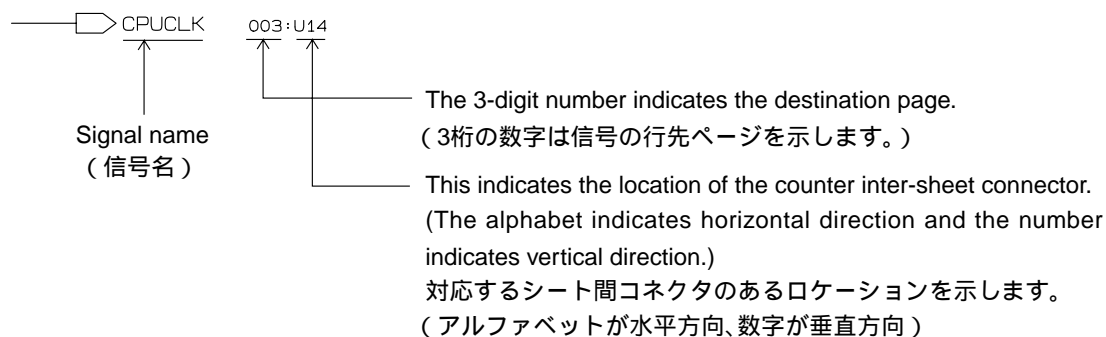 CPUCLK 003:U14
The 3-digit number indicates the destination page.
Signal name
(3桁の数字は信号の行先ページを示します。)
(信号名)
This indicates the location of the counter inter-sheet connector.
(The alphabet indicates horizontal direction and the number
indicates vertical direction.)
対応するシート間コネクタのあるロケーションを示します。
(アルファベットが水平方向、数字が垂直方向)